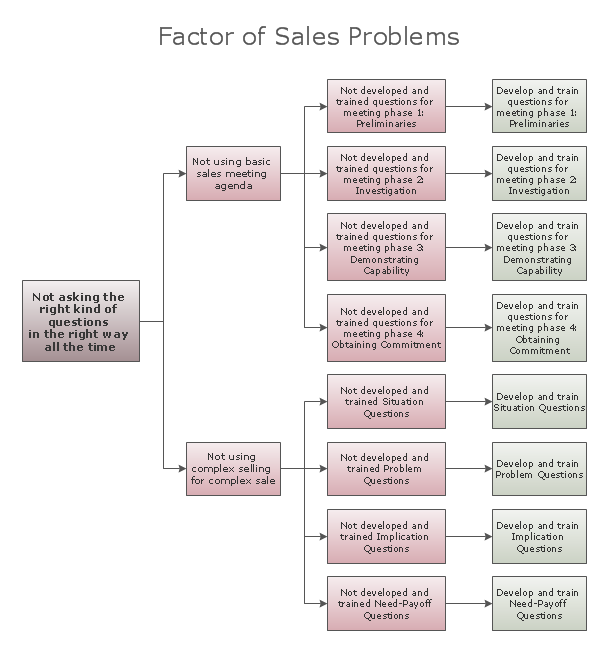 Factor of Sales Problems
Not asking the
right kind of
questions
in the right way
all the time
Not using basic
sales meeting
agenda
Not developed and
trained questions for
meeting phase 1:
Preliminaries
Develop and train
questions for
meeting phase 1:
Preliminaries
Not developed and
trained questions for
meeting phase 2:
Investigation
Develop and train
questions for
meeting phase 2:
Investigation
Not developed and
trained questions for
meeting phase 3:
Demonstrating
Capability
Develop and train
questions for
meeting phase 3:
Demonstrating
Capability
Not developed and
trained questions for
meeting phase 4:
Obtaining Commitment
Develop and train
questions for
meeting phase 4:
Obtaining
Commitment
Not using
complex selling
for complex sale
Not developed and
trained Situation
Questions
Develop and train
Situation Questions
Not developed and
trained Problem
Questions
Develop and train
Problem Questions
Not developed and
trained Implication
Questions
Develop and train
Implication
Questions
Not developed and
trained Need-Payoff
Questions
Develop and train
Need-Payoff
Questions